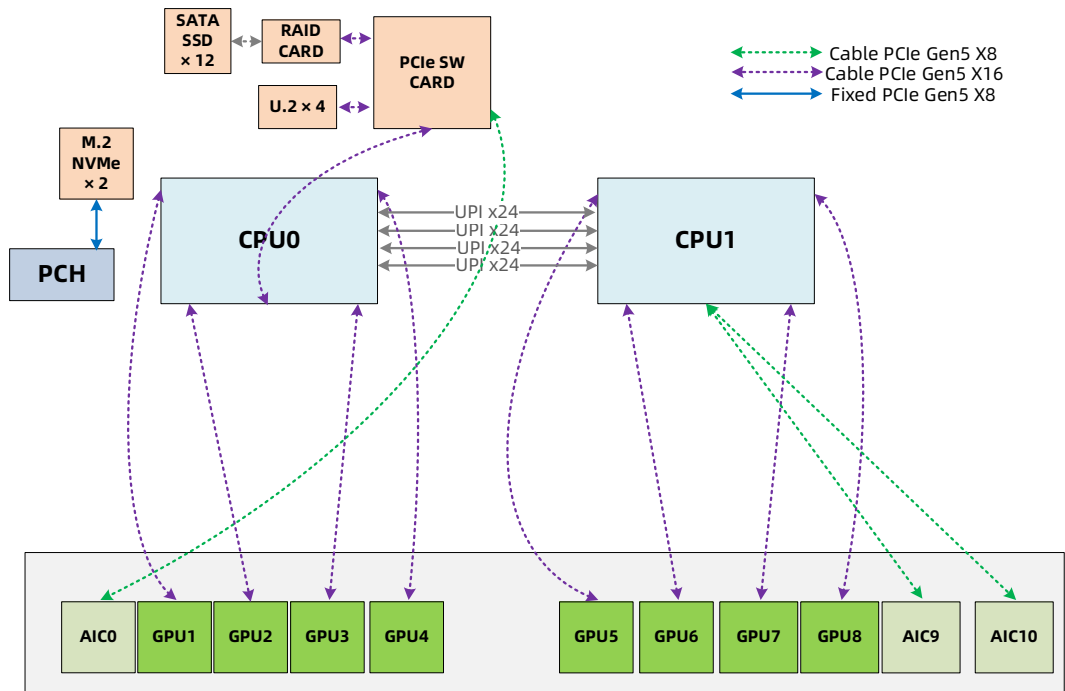 SATA
SSD
× 12
RAID
CARD
PCIe SW
CARD
U.2 × 4
Cable PCIe Gen5 X8
Cable PCIe Gen5 X16
Fixed PCIe Gen5 X8
M.2
NVMe
× 2
PCH
CPU0
UPI x24
UPI x24
UPI x24
UPI x24
CPU1
AIC0
GPU1
GPU2
GPU3
GPU4
GPU5
GPU6
GPU7
GPU8
AIC9
AIC10